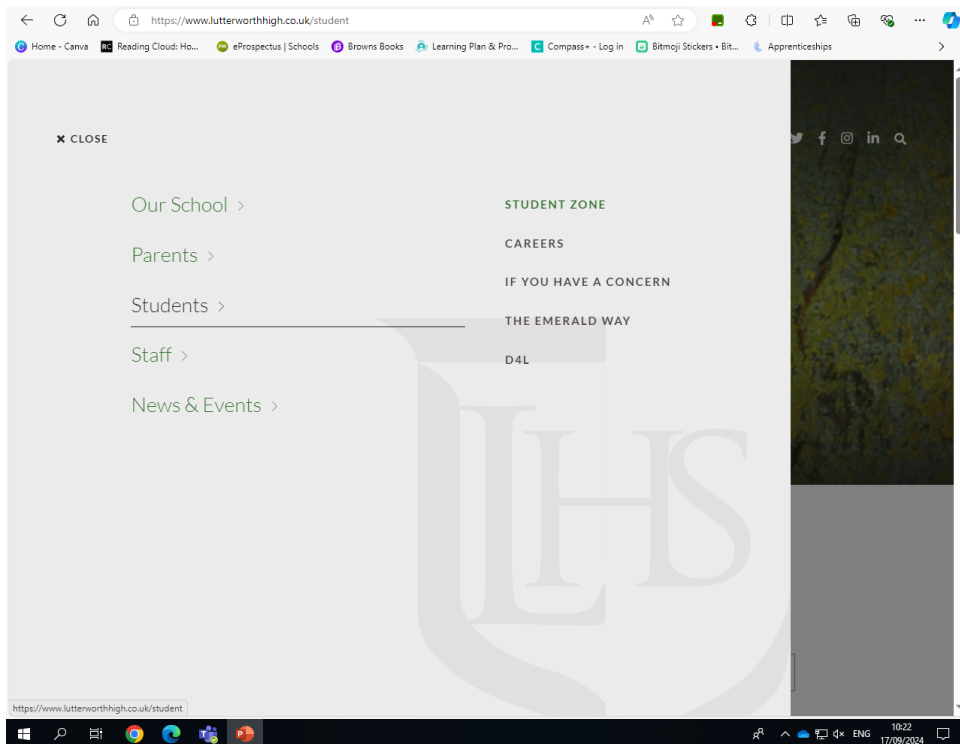 https://www.lutterworthhigh.co.uk/student
Home - Canva RC Reading Cloud: Ho... eProspectus | Schools Browns Books Learning Plan & Pro... C Compass+ - Log in Bitmoji Stickers • Bit... Apprenticeships
✖ CLOSE
Our School >
STUDENT ZONE
Parents >
CAREERS
Students >
IF YOU HAVE A CONCERN
THE EMERALD WAY
Staff >
D4L
News & Events >
LHS
https://www.lutterworthhigh.co.uk/student
ENG 10:22
17/09/2024